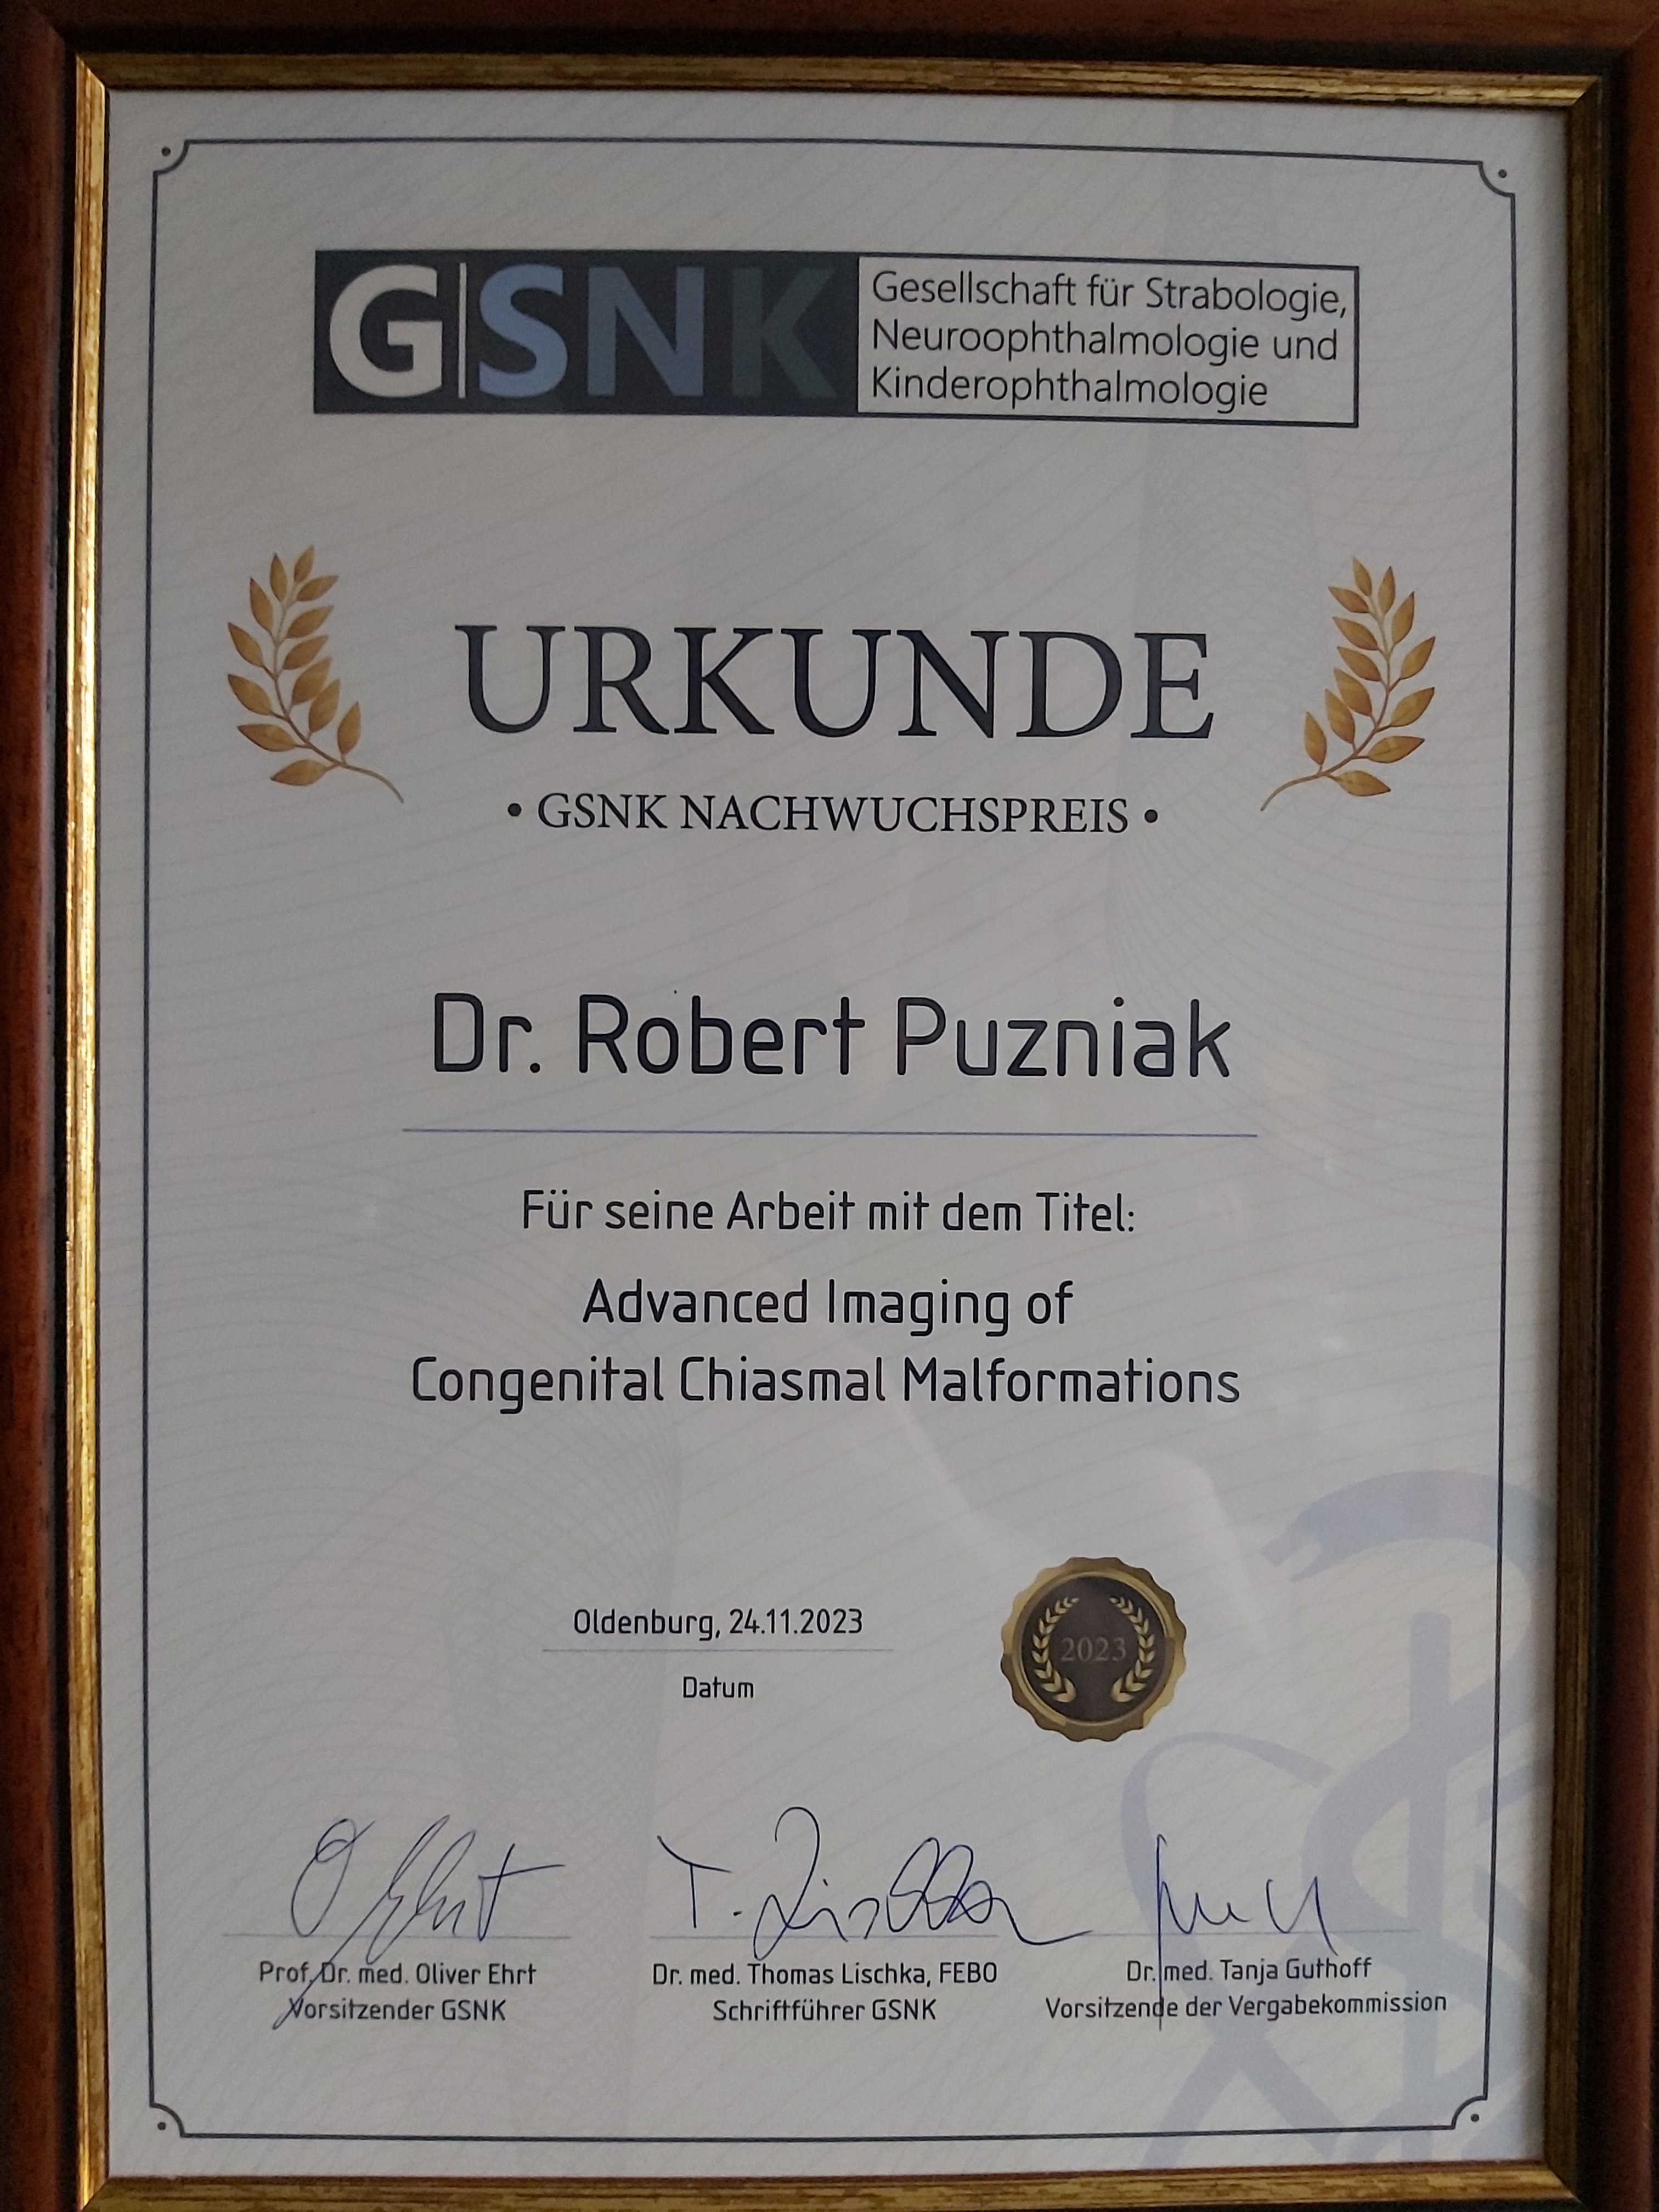 GSNK
Gesellschaft für Strabologie,
Neuroophthalmologie und
Kinderophthalmologie
URKUNDE
• GSNK NACHWUCHSPREIS •
Dr. Robert Puzniak
Für seine Arbeit mit dem Titel:
Advanced Imaging of
Congenital Chiasmal Malformations
Oldenburg, 24.11.2023
Datum
2023
O Ehrt
T. Lischka
Prof. Dr. med. Oliver Ehrt
Vorsitzender GSNK
Dr. med. Thomas Lischka, FEBO
Schriftführer GSNK
Dr. med. Tanja Guthoff
Vorsitzende der Vergabekommission